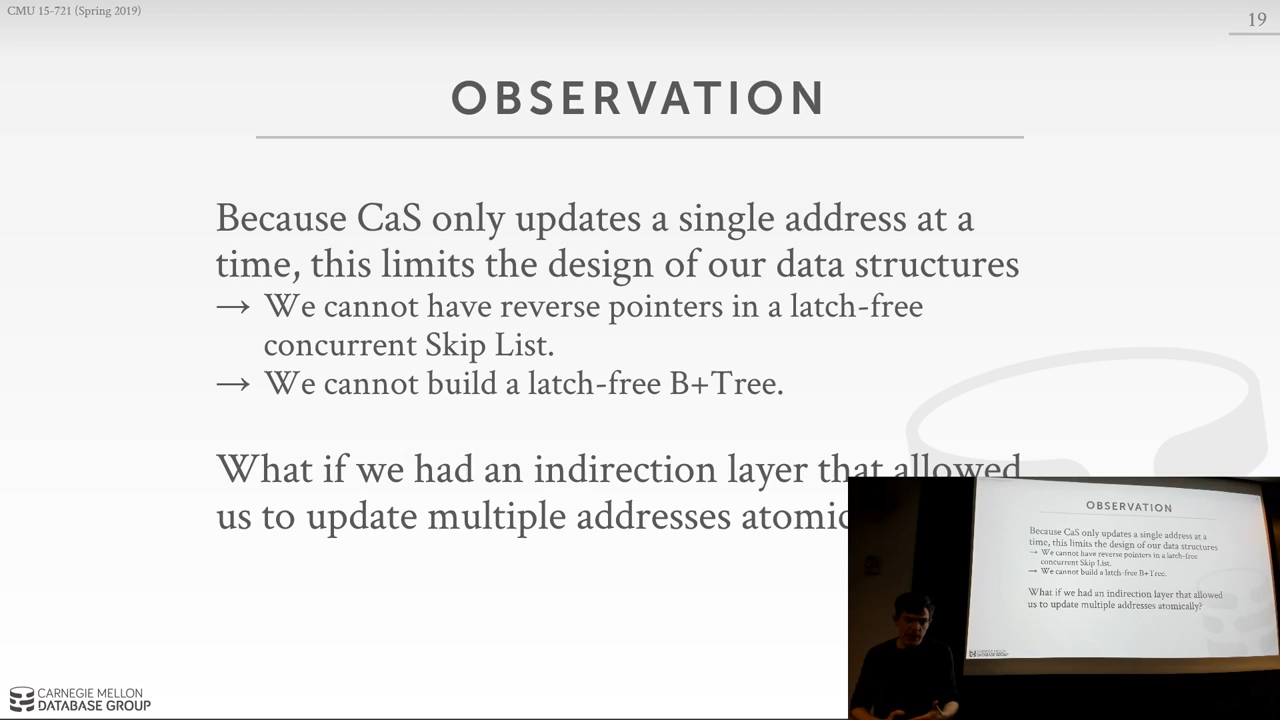 CMU 15-721 (Spring 2019)
19
OBSERVATION
Because CaS only updates a single address at a
time, this limits the design of our data structures
→ We cannot have reverse pointers in a latch-free
concurrent Skip List.
→ We cannot build a latch-free B+Tree.
What if we had an indirection layer that allowed
us to update multiple addresses atomic
CARNEGIE MELLON
DATABASE GROUP
OBSERVATION
Because CaS only updates a single address at a
time, this limits the design of our data structures
→ We cannot have reverse pointers in a latch-free
concurrent Skip List.
→ We cannot build a latch-free B+Tree.
What if we had an indirection layer that allowed
us to update multiple addresses atomically?
CARNEGIE MELLON
DATABASE GROUP